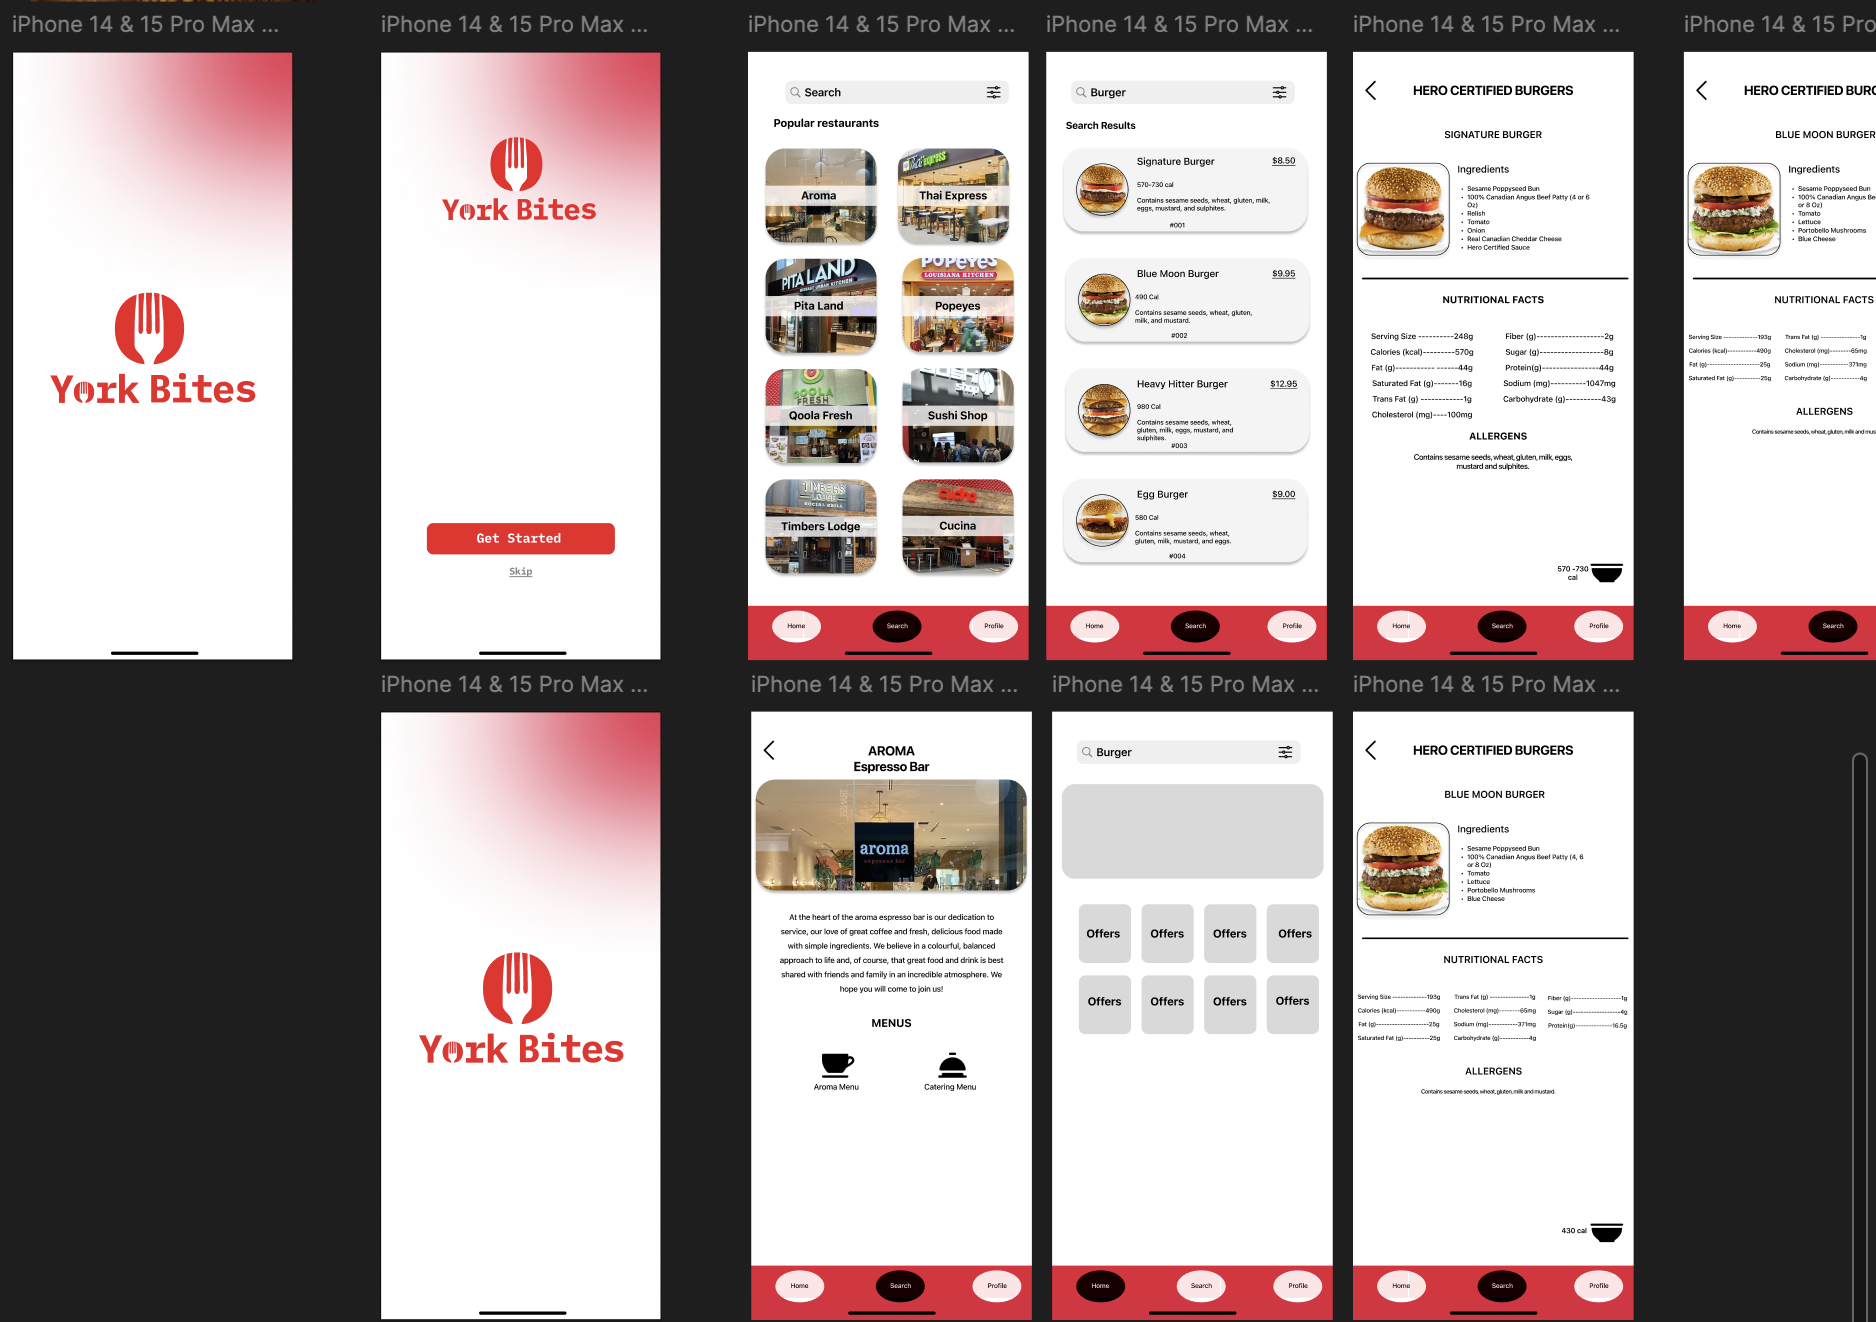 iPhone 14 & 15 Pro Max ...
York Bites
iPhone 14 & 15 Pro Max ...
York Bites
Get Started
Skip
iPhone 14 & 15 Pro Max ...
Search
Popular restaurants
Aroma
Thai Express
express
PITA LAND
Pita Land
POPEYES
LOUISIANA KITCHEN
Popeyes
QOOLA
FRESH
Qoola Fresh
SUSHI
Shop
Sushi Shop
TIMBERS
LODGE
SOCIAL GRILL
Timbers Lodge
Cucina
Home
Search
Profile
iPhone 14 & 15 Pro Max ...
Burger
Search Results
Signature Burger
$8.50
570-730 cal
Contains sesame seeds, wheat, gluten, milk,
eggs, mustard, and sulphites.
#001
Blue Moon Burger
$9.95
490 Cal
Contains sesame seeds, wheat, gluten,
milk, and mustard.
#002
Heavy Hitter Burger
$12.95
980 Cal
Contains sesame seeds, wheat,
gluten, milk, eggs, mustard, and
sulphites.
#003
Egg Burger
$9.00
580 Cal
Contains sesame seeds, wheat,
gluten, milk, mustard, and eggs.
#004
Home
Search
Profile
iPhone 14 & 15 Pro Max ...
HERO CERTIFIED BURGERS
SIGNATURE BURGER
Ingredients
• Sesame Poppyseed Bun
• 100% Canadian Angus Beef Patty (4 or 6
Oz)
• Relish
• Tomato
• Onion
• Real Canadian Cheddar Cheese
• Hero Certified Sauce
NUTRITIONAL FACTS
Serving Size ----------248g
Calories (kcal)---------570g
Fat (g) ---------- ------44g
Saturated Fat (g)-------16g
Trans Fat (g) ------------1g
Cholesterol (mg)----100mg
Fiber (g)-------------------2g
Sugar (g)------------------8g
Protein(g)----------------44g
Sodium (mg)----------1047mg
Carbohydrate (g)----------43g
ALLERGENS
Contains sesame seeds, wheat, gluten, milk, eggs,
mustard and sulphites.
570 -730
cal
Home
Search
Profile
iPhone 14 & 15 Pro
HERO CERTIFIED BURG
BLUE MOON BURGER
Ingredients
• Sesame Poppyseed Bun
• 100% Canadian Angus Be
or 8 Oz)
• Tomato
• Lettuce
• Portobello Mushrooms
• Blue Cheese
NUTRITIONAL FACTS
Serving Size --------------193g
Calories (kcal)------------490g
Fat (g)----------------------25g
Saturated Fat (g)-----------25g
Trans Fat (g) ----------------1g
Cholesterol (mg)-------65mg
Sodium (mg)--------371mg
Carbohydrate (g)-----------4g
ALLERGENS
Contains sesame seeds, wheat, gluten, milk and mus
Home
Search
iPhone 14 & 15 Pro Max ...
York Bites
iPhone 14 & 15 Pro Max ...
AROMA
Espresso Bar
aroma
espresso bar
At the heart of the aroma espresso bar is our dedication to
service, our love of great coffee and fresh, delicious food made
with simple ingredients. We believe in a colourful, balanced
approach to life and, of course, that great food and drink is best
shared with friends and family in an incredible atmosphere. We
hope you will come to join us!
MENUS
Aroma Menu
Catering Menu
Home
Search
Profile
iPhone 14 & 15 Pro Max ...
Burger
Offers
Offers
Offers
Offers
Offers
Offers
Offers
Offers
Home
Search
Profile
iPhone 14 & 15 Pro Max ...
HERO CERTIFIED BURGERS
BLUE MOON BURGER
Ingredients
• Sesame Poppyseed Bun
• 100% Canadian Angus Beef Patty (4, 6
or 8 Oz)
• Tomato
• Lettuce
• Portobello Mushrooms
• Blue Cheese
NUTRITIONAL FACTS
Serving Size --------------193g
Calories (kcal)------------490g
Fat (g)----------------------25g
Saturated Fat (g)-----------25g
Trans Fat (g) ----------------1g
Cholesterol (mg)-------65mg
Sodium (mg)--------371mg
Carbohydrate (g)-----------4g
Fiber (g)--------------------1g
Sugar (g)-------------------4g
Protein(g)---------------16.5g
ALLERGENS
Contains sesame seeds, wheat, gluten, milk and mustard.
430 cal
Home
Search
Profile